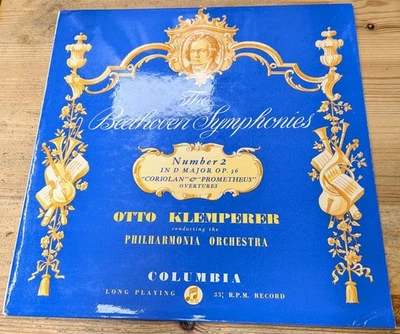 The
Beethoven Symphonies
Number 2
IN D MAJOR OP. 36
"CORIOLAN" & "PROMETHEUS"
OVERTURES
OTTO KLEMPERER
conducting the
PHILHARMONIA ORCHESTRA
COLUMBIA
LONG PLAYING 33⅓ R.P.M. RECORD